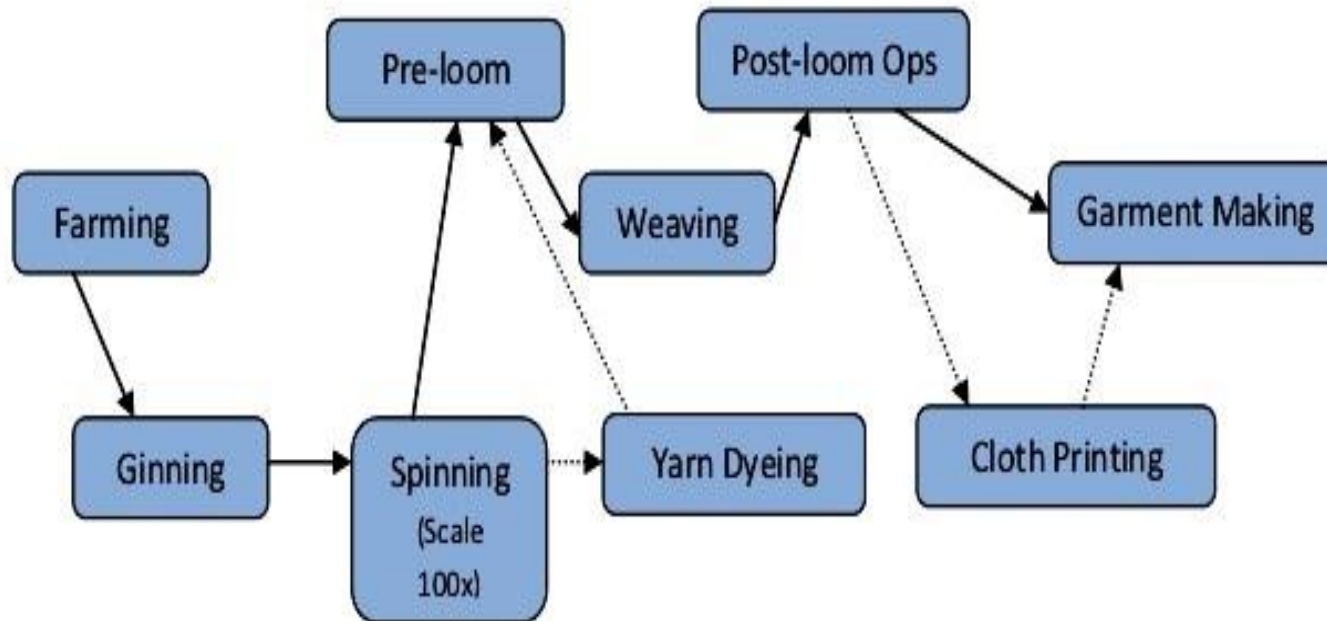 Pre-loom
Post-loom Ops
Farming
Weaving
Garment Making
Ginning
Spinning
(Scale
100x)
Yarn Dyeing
Cloth Printing